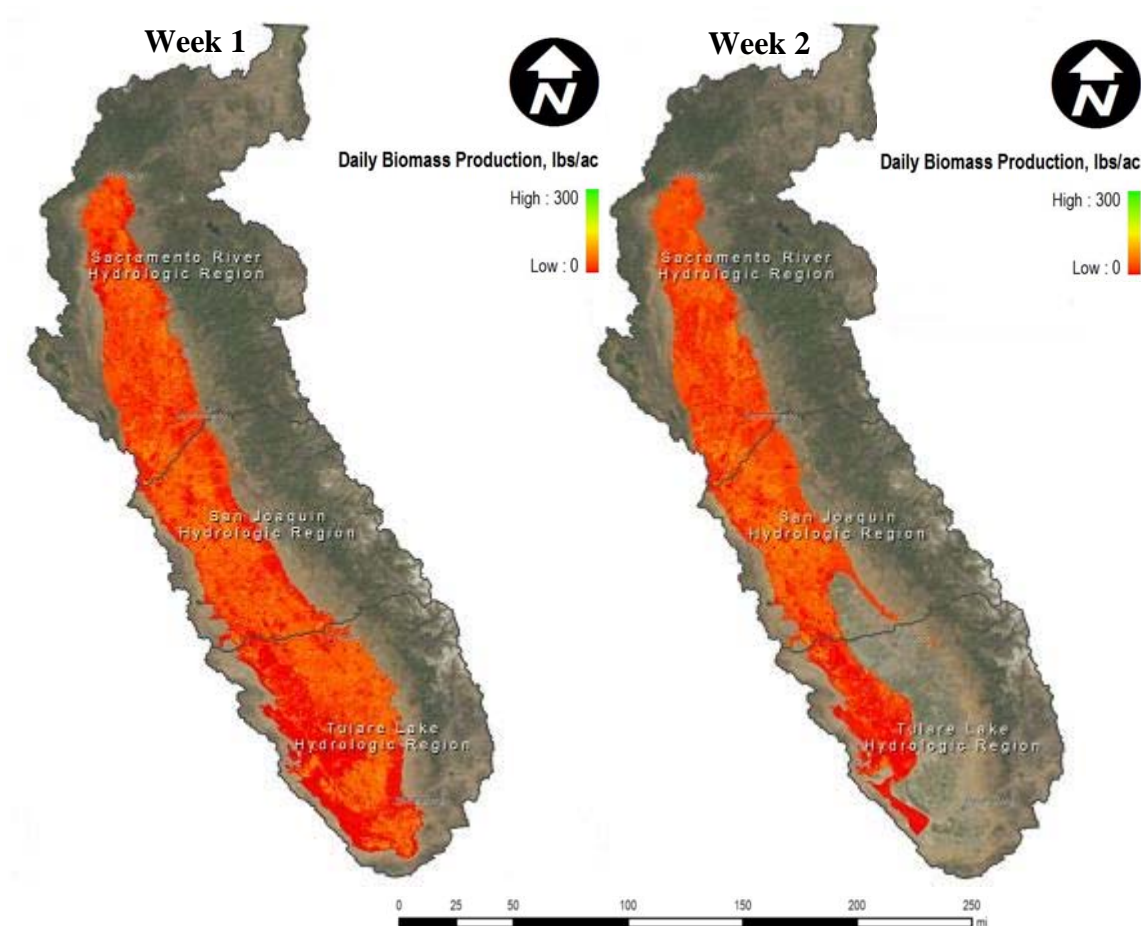 Week 1
N
Daily Biomass Production, lbs/ac
High : 300
Low : 0
Sacramento River
Hydrologic Region
San Joaquin
Hydrologic Region
Tulare Lake
Hydrologic Region
Week 2
N
Daily Biomass Production, lbs/ac
High : 300
Low : 0
Sacramento River
Hydrologic Region
San Joaquin
Hydrologic Region
Tulare Lake
Hydrologic Region
0 25 50 100 150 200 250
mi